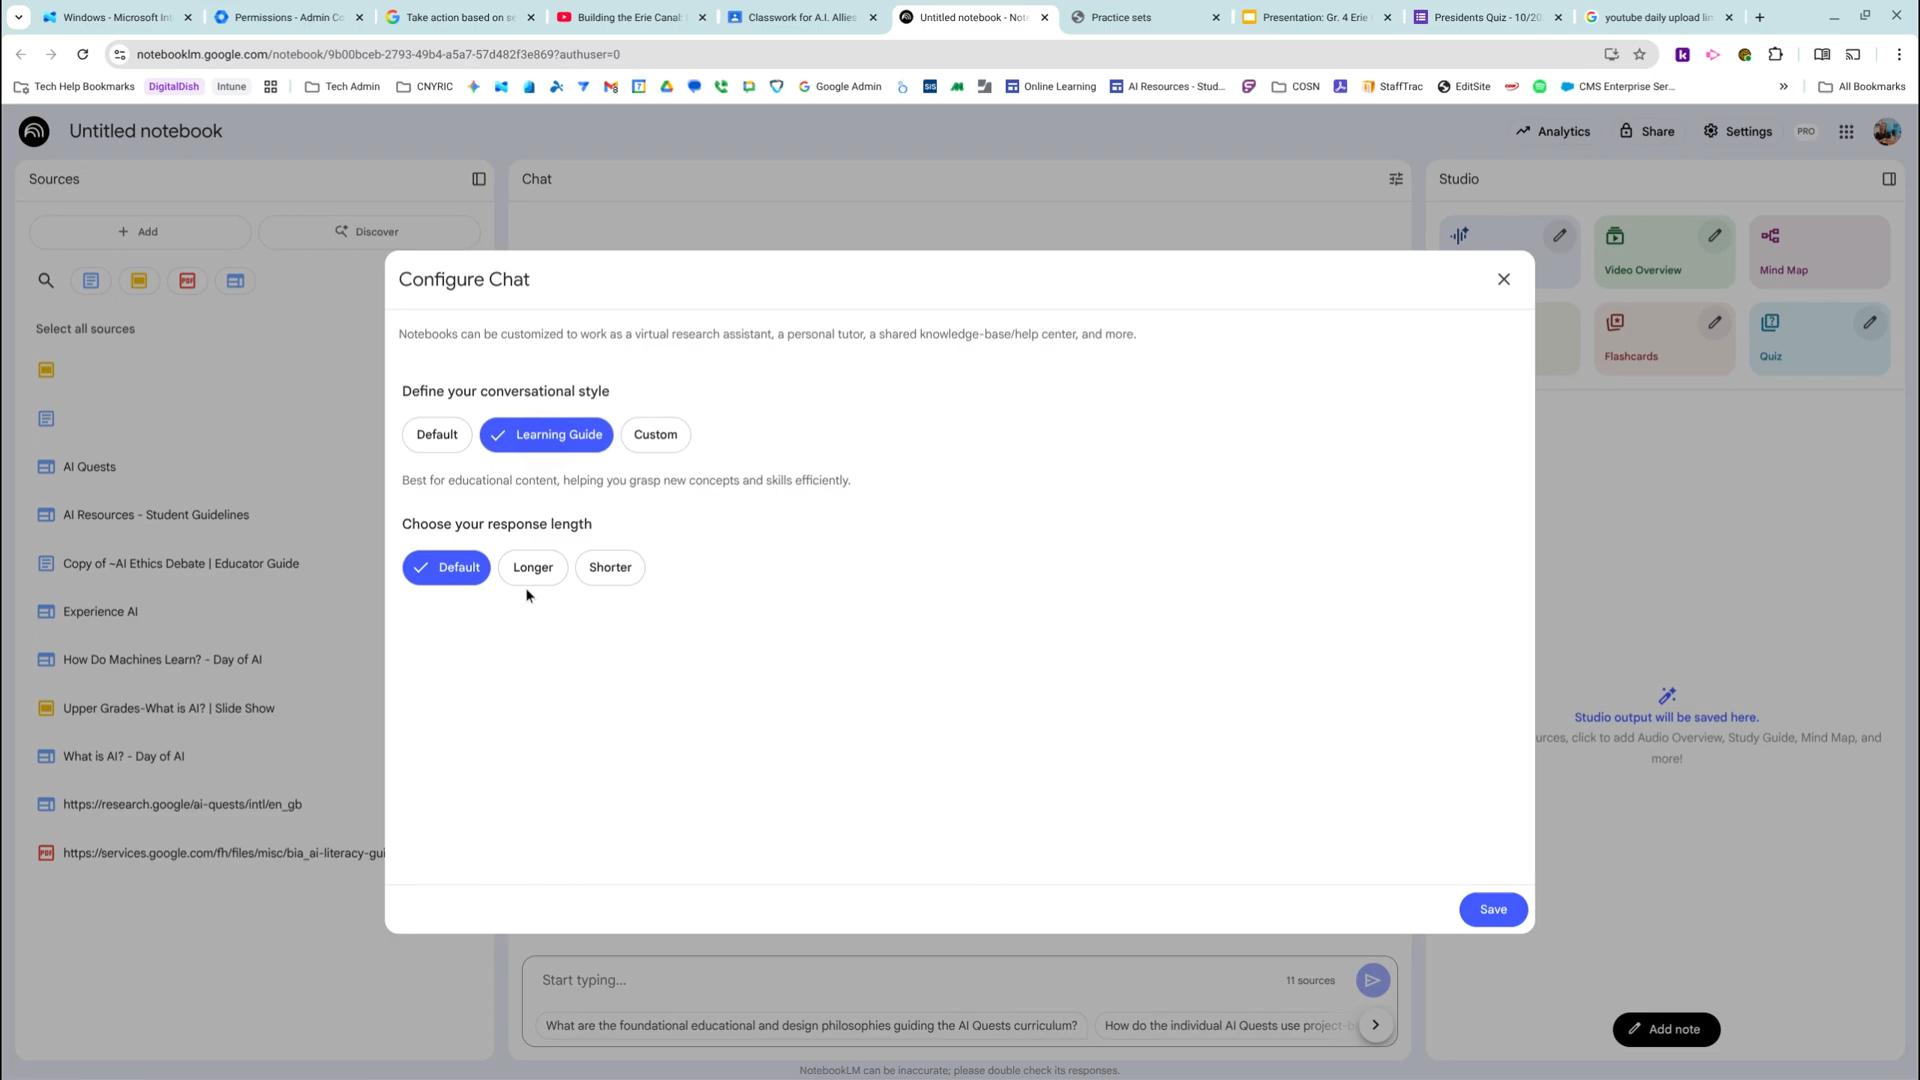 Windows - Microsoft Int
Permissions - Admin Co
Take action based on se
Building the Erie Canal:
Classwork for A.I. Allies
Untitled notebook - Note
Practice sets
Presentation: Gr. 4 Erie
Presidents Quiz - 10/20
youtube daily upload lim
notebooklm.google.com/notebook/9b00bceb-2793-49b4-a5a7-57d482f3e869?authuser=0
Tech Help Bookmarks
DigitalDish
Intune
Tech Admin
CNYRIC
Google Admin
SIS
Online Learning
AI Resources - Stud...
COSN
StaffTrac
EditSite
CMS Enterprise Ser...
All Bookmarks
Untitled notebook
Analytics
Share
Settings
PRO
Sources
Chat
Studio
Add
Discover
Video Overview
Mind Map
Flashcards
Quiz
Select all sources
AI Quests
AI Resources - Student Guidelines
Copy of ~AI Ethics Debate | Educator Guide
Experience AI
How Do Machines Learn? - Day of AI
Upper Grades-What is AI? | Slide Show
What is AI? - Day of AI
https://research.google/ai-quests/intl/en_gb
PDF
https://services.google.com/fh/files/misc/bia_ai-literacy-gui
Configure Chat
Notebooks can be customized to work as a virtual research assistant, a personal tutor, a shared knowledge-base/help center, and more.
Define your conversational style
Default
Learning Guide
Custom
Best for educational content, helping you grasp new concepts and skills efficiently.
Choose your response length
Default
Longer
Shorter
Save
Studio output will be saved here.
urces, click to add Audio Overview, Study Guide, Mind Map, and
more!
Start typing...
11 sources
What are the foundational educational and design philosophies guiding the AI Quests curriculum?
How do the individual AI Quests use project-b
Add note
NotebookLM can be inaccurate; please double check its responses.